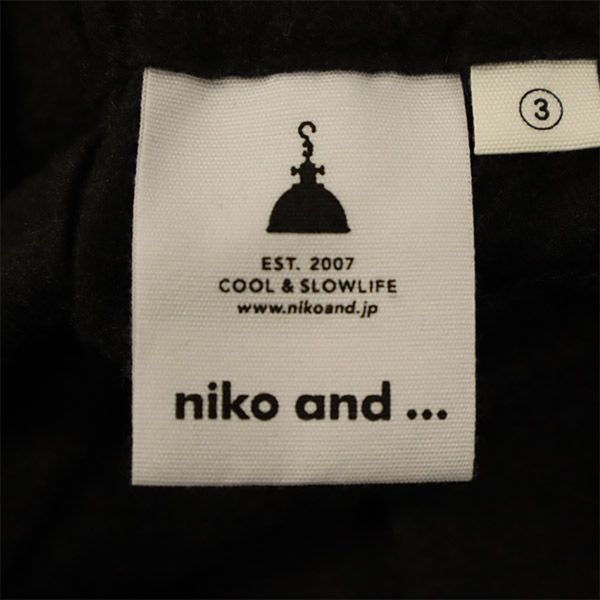 ③
EST. 2007
COOL & SLOWLIFE
www.nikoand.jp
niko and ...